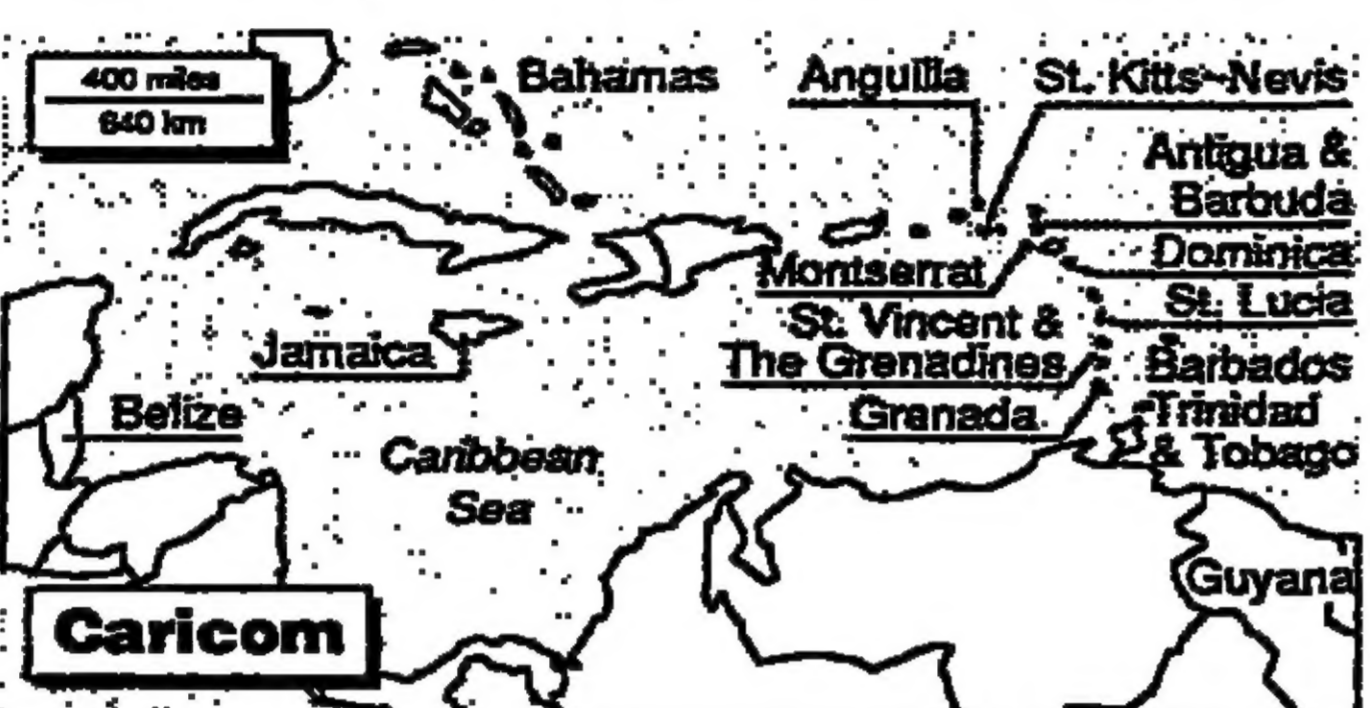 400 miles
640 km
Bahamas
Anguilla
St. Kitts-Nevis
Antigua &
Barbuda
Dominica
Montserrat
St. Lucia
St. Vincent &
The Grenadines
Jamaica
Barbados
Trinidad
& Tobago
Grenada
Belize
Caribbean
Sea
Guyana
Caricom